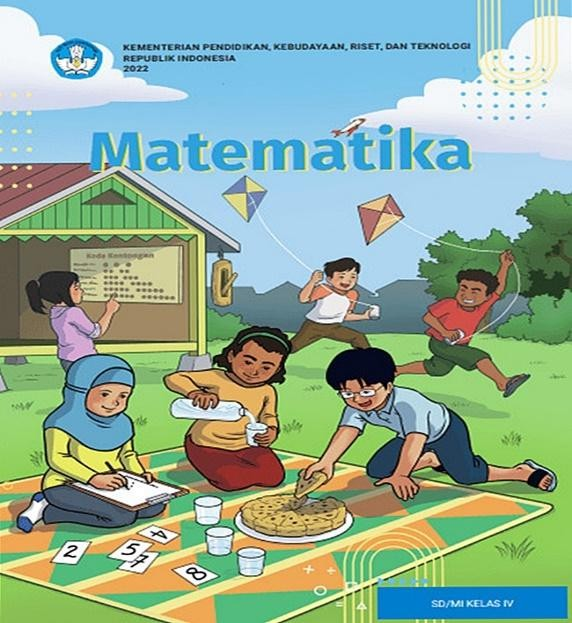 KEMENTERIAN PENDIDIKAN, KEBUDAYAAN, RISET, DAN TEKNOLOGI
REPUBLIK INDONESIA
2022
Matematika
Kode Kentongan
4
2
5
7
8
SD/MI KELAS IV